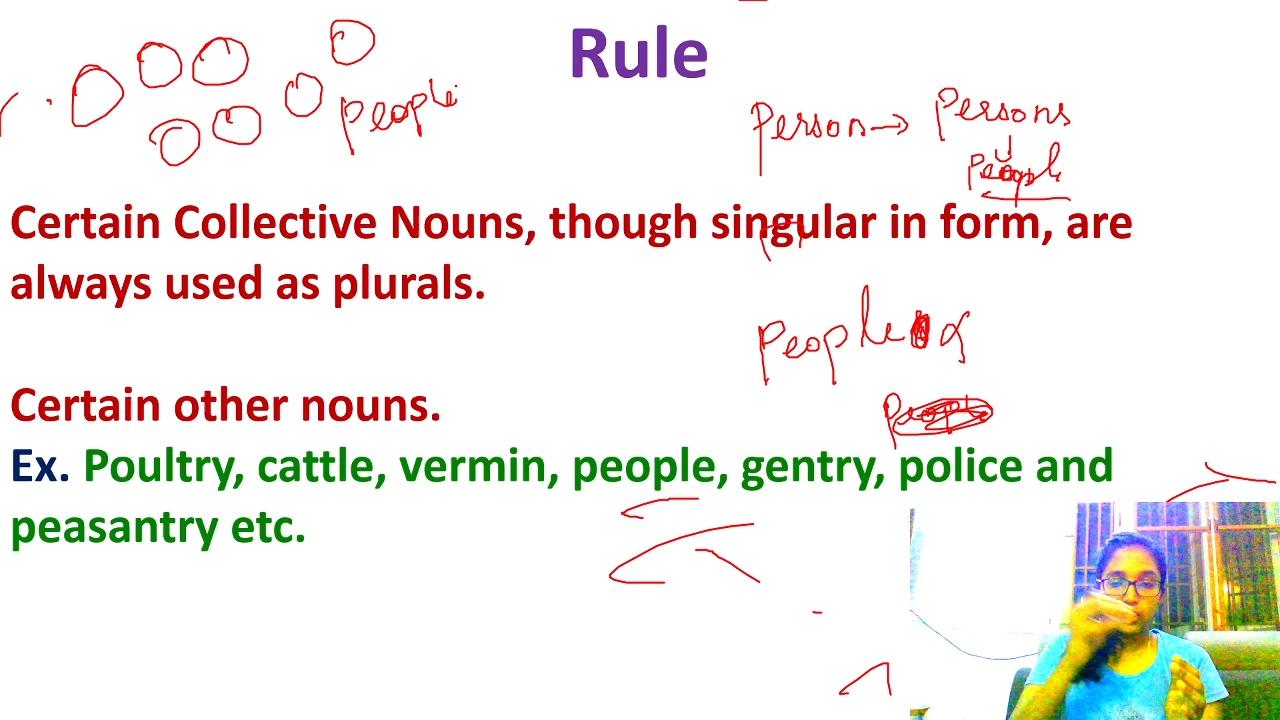 Rule
people
Person → Persons
people
Certain Collective Nouns, though singular in form, are
always used as plurals.
People
Certain other nouns.
Ex. Poultry, cattle, vermin, people, gentry, police and
peasantry etc.